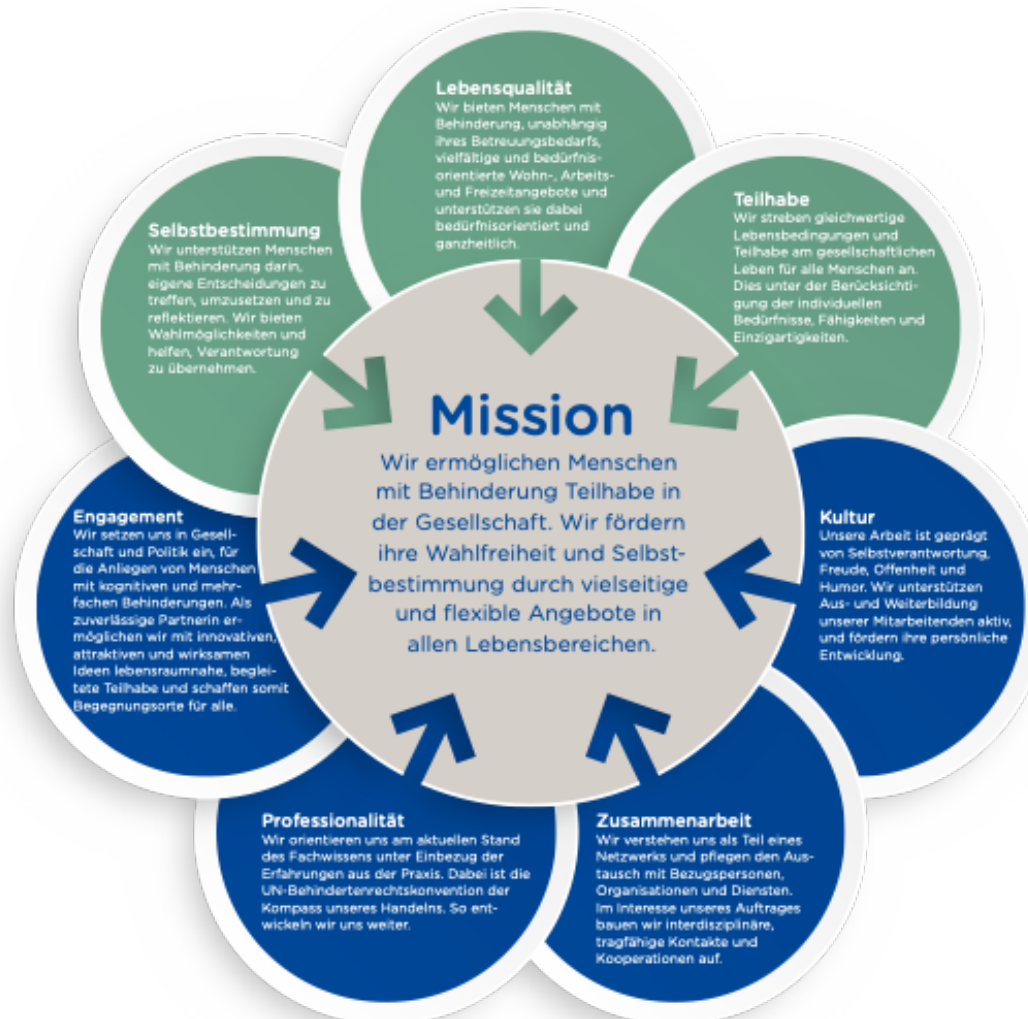 Lebensqualität
Wir bieten Menschen mit
Behinderung, unabhängig
ihres Betreuungsbedarfs,
vielfältige und bedürfnis-
orientierte Wohn-, Arbeits-
und Freizeitangebote und
unterstützen sie dabei
bedürfnisorientiert und
ganzheitlich.
Teilhabe
Wir streben gleichwertige
Lebensbedingungen und
Teilhabe am gesellschaftlichen
Leben für alle Menschen an.
Dies unter der Berücksichti-
gung der individuellen
Bedürfnisse, Fähigkeiten und
Einzigartigkeiten.
Selbstbestimmung
Wir unterstützen Menschen
mit Behinderung darin,
eigene Entscheidungen zu
treffen, umzusetzen und zu
reflektieren. Wir bieten
Wahlmöglichkeiten und
helfen, Verantwortung
zu übernehmen.
Mission
Wir ermöglichen Menschen
mit Behinderung Teilhabe in
der Gesellschaft. Wir fördern
ihre Wahlfreiheit und Selbst-
bestimmung durch vielseitige
und flexible Angebote in
allen Lebensbereichen.
Engagement
Wir setzen uns in Gesell-
schaft und Politik ein, für
die Anliegen von Menschen
mit kognitiven und mehr-
fachen Behinderungen. Als
zuverlässige Partnerin er-
möglichen wir mit innovativen,
attraktiven und wirksamen
Ideen lebensraumnahe, beglei-
tete Teilhabe und schaffen somit
Begegnungsorte für alle.
Kultur
Unsere Arbeit ist geprägt
von Selbstverantwortung,
Freude, Offenheit und
Humor. Wir unterstützen
Aus- und Weiterbildung
unserer Mitarbeitenden aktiv,
und fördern ihre persönliche
Entwicklung.
Professionalität
Wir orientieren uns am aktuellen Stand
des Fachwissens unter Einbezug der
Erfahrungen aus der Praxis. Dabei ist die
UN-Behindertenrechtskonvention der
Kompass unseres Handelns. So ent-
wickeln wir uns weiter.
Zusammenarbeit
Wir verstehen uns als Teil eines
Netzwerks und pflegen den Aus-
tausch mit Bezugspersonen,
Organisationen und Diensten.
Im Interesse unseres Auftrages
bauen wir interdisziplinäre,
tragfähige Kontakte und
Kooperationen auf.